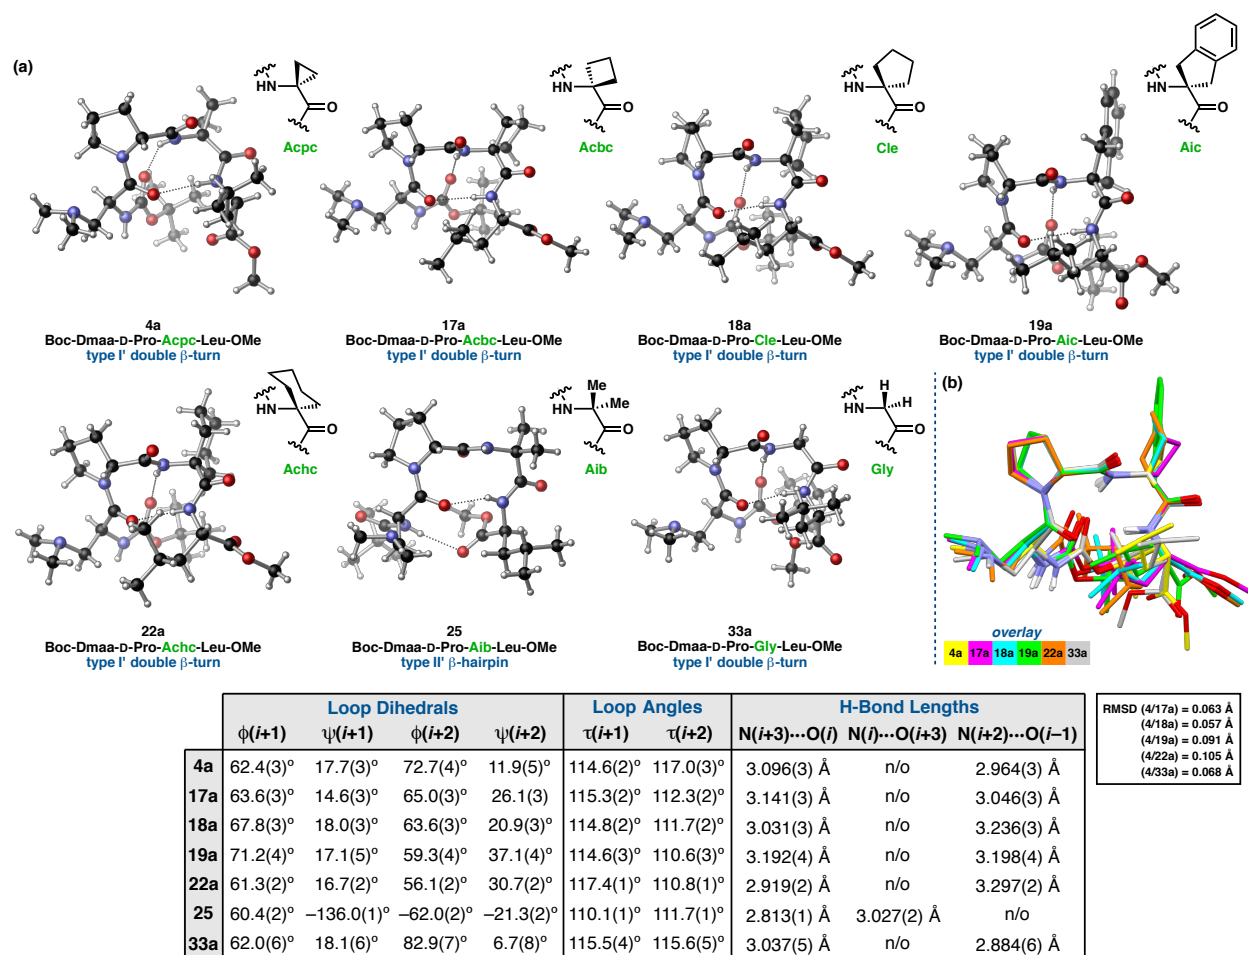 (a)
HN
O
Acpc
HN
O
Acbc
HN
O
Cle
HN
O
Aic
4a
Boc-Dmaa-D-Pro-Acpc-Leu-OMe
type I' double β-turn
17a
Boc-Dmaa-D-Pro-Acbc-Leu-OMe
type I' double β-turn
18a
Boc-Dmaa-D-Pro-Cle-Leu-OMe
type I' double β-turn
19a
Boc-Dmaa-D-Pro-Aic-Leu-OMe
type I' double β-turn
HN
O
Achc
Me
HN
Me
O
Aib
H
HN
H
O
Gly
(b)
22a
Boc-Dmaa-D-Pro-Achc-Leu-OMe
type I' double β-turn
25
Boc-Dmaa-D-Pro-Aib-Leu-OMe
type II' β-hairpin
33a
Boc-Dmaa-D-Pro-Gly-Leu-OMe
type I' double β-turn
overlay
4a 17a 18a 19a 22a 33a
Loop Dihedrals Loop Angles H-Bond Lengths
ϕ(i+1) ψ(i+1) ϕ(i+2) ψ(i+2) τ(i+1) τ(i+2) N(i+3)···O(i) N(i)···O(i+3) N(i+2)···O(i−1)
4a 62.4(3)º 17.7(3)º 72.7(4)º 11.9(5)º 114.6(2)º 117.0(3)º 3.096(3) Å n/o 2.964(3) Å
17a 63.6(3)º 14.6(3)º 65.0(3)º 26.1(3) 115.3(2)º 112.3(2)º 3.141(3) Å n/o 3.046(3) Å
18a 67.8(3)º 18.0(3)º 63.6(3)º 20.9(3)º 114.8(2)º 111.7(2)º 3.031(3) Å n/o 3.236(3) Å
19a 71.2(4)º 17.1(5)º 59.3(4)º 37.1(4)º 114.6(3)º 110.6(3)º 3.192(4) Å n/o 3.198(4) Å
22a 61.3(2)º 16.7(2)º 56.1(2)º 30.7(2)º 117.4(1)º 110.8(1)º 2.919(2) Å n/o 3.297(2) Å
25 60.4(2)º −136.0(1)º −62.0(2)º −21.3(2)º 110.1(1)º 111.7(1)º 2.813(1) Å 3.027(2) Å n/o
33a 62.0(6)º 18.1(6)º 82.9(7)º 6.7(8)º 115.5(4)º 115.6(5)º 3.037(5) Å n/o 2.884(6) Å
RMSD (4/17a) = 0.063 Å
(4/18a) = 0.057 Å
(4/19a) = 0.091 Å
(4/22a) = 0.105 Å
(4/33a) = 0.068 Å